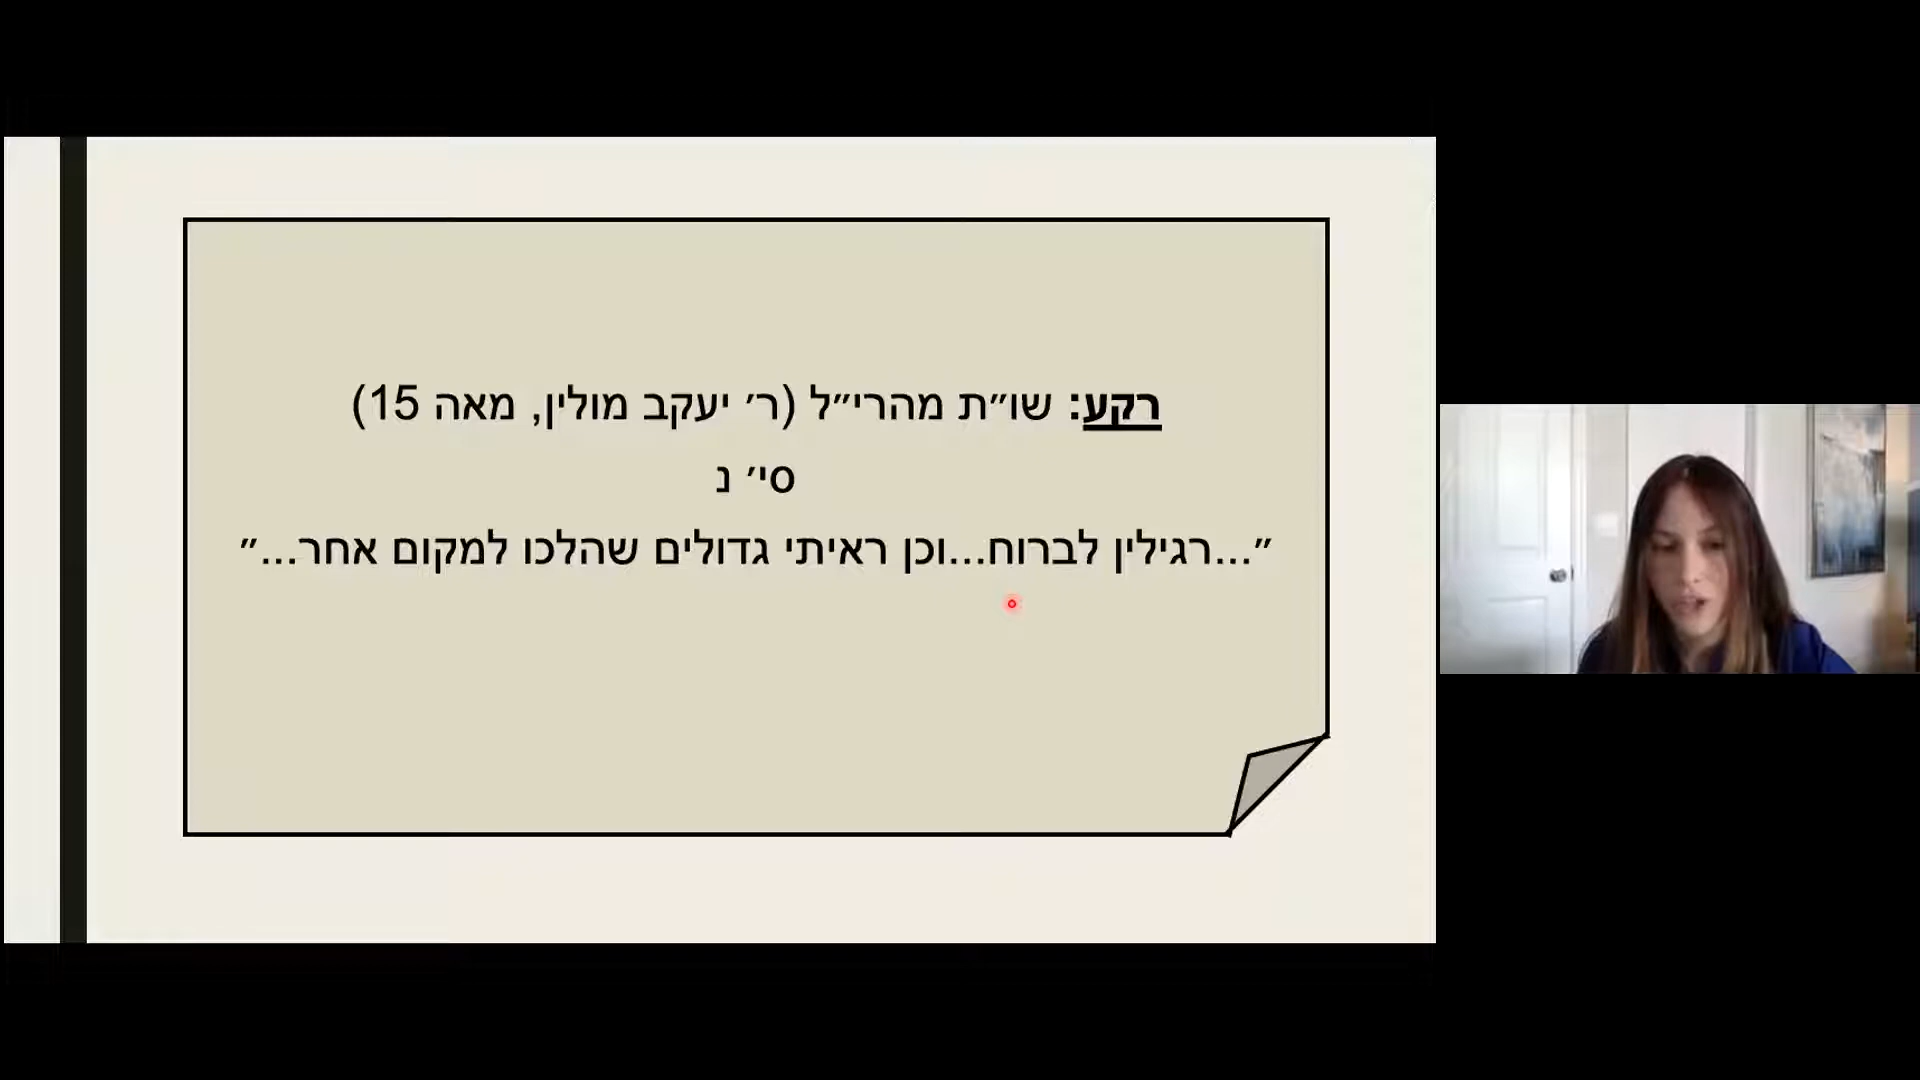 רקע: שו״ת מהרי״ל (ר׳ יעקב מולין, מאה 15)
סי׳ נ
״...רגילין לברוח...וכן ראיתי גדולים שהלכו למקום אחר...״